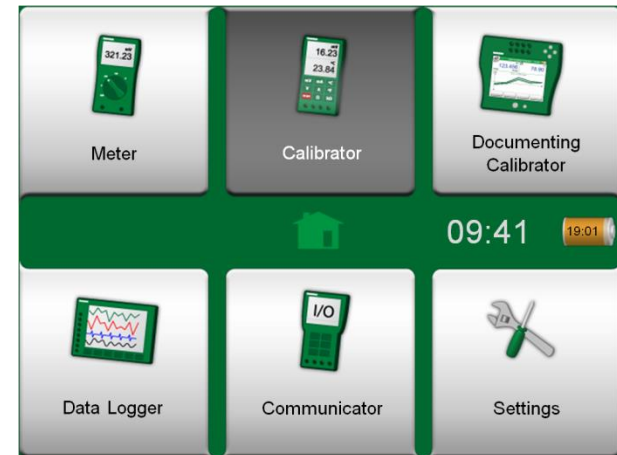 321.23
16.23
23.84
Meter
Calibrator
Documenting
Calibrator
09:41
19:01
I/O
Data Logger
Communicator
Settings